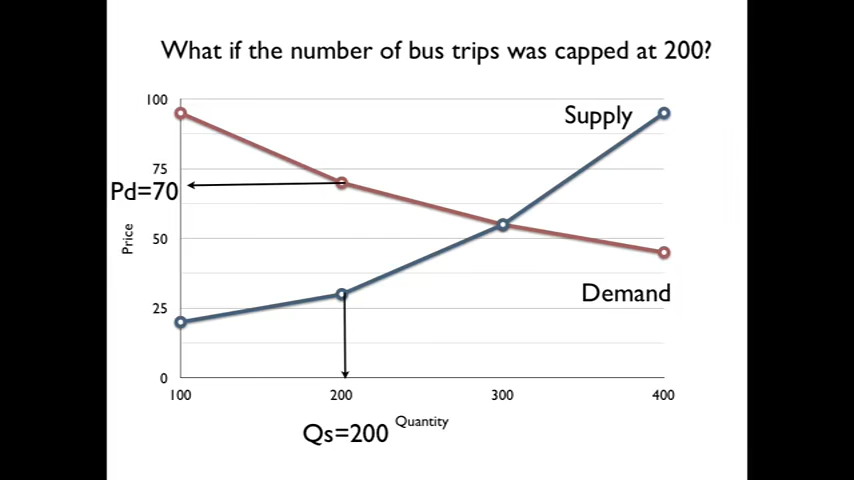 What if the number of bus trips was capped at 200?
100
Supply
75
Pd=70
Price
50
Demand
25
0
100 200 300 400
Quantity
Qs=200